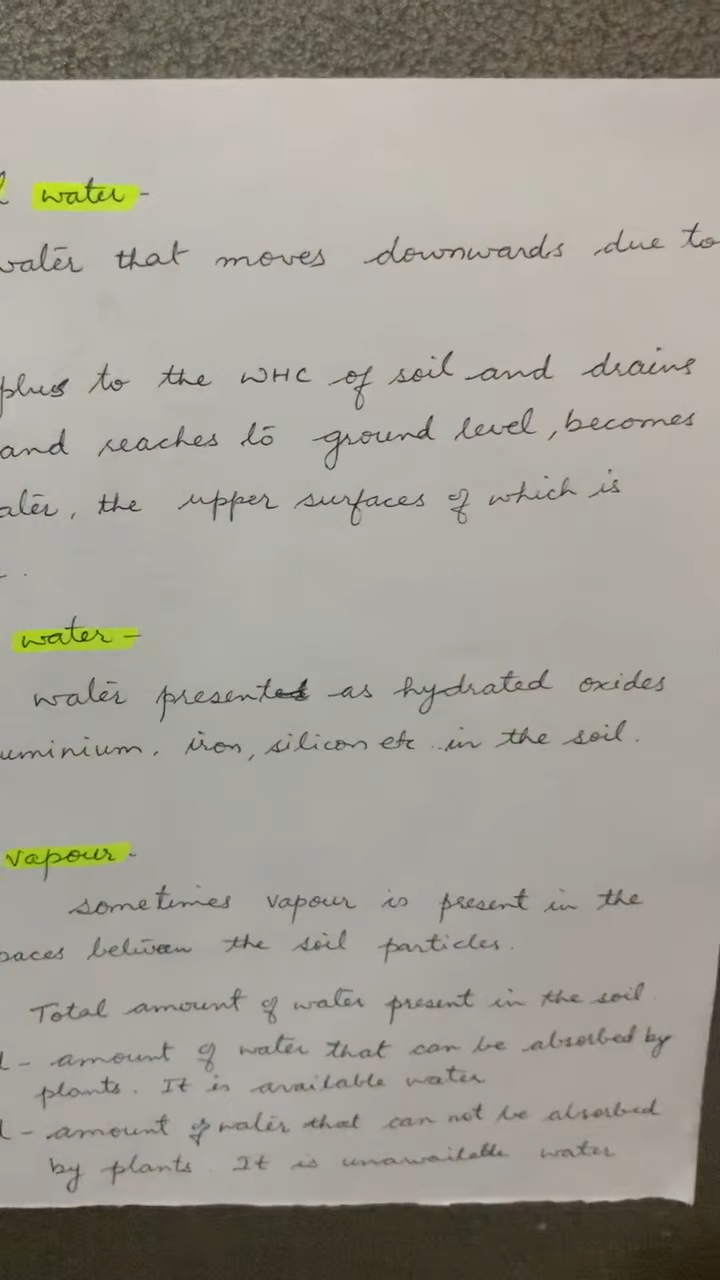 l water -
water that moves downwards due to
plus to the WHC of soil and drains
and reaches to ground level, becomes
ater, the upper surfaces of which is
water -
water present as hydrated oxides
uminium, iron, silicon etc in the soil.
vapour -
sometimes vapour is present in the
paces between the soil particles.
Total amount of water present in the soil
l - amount of water that can be absorbed by
plants. It is available water
l - amount of water that can not be absorbed
by plants. It is unawailable water